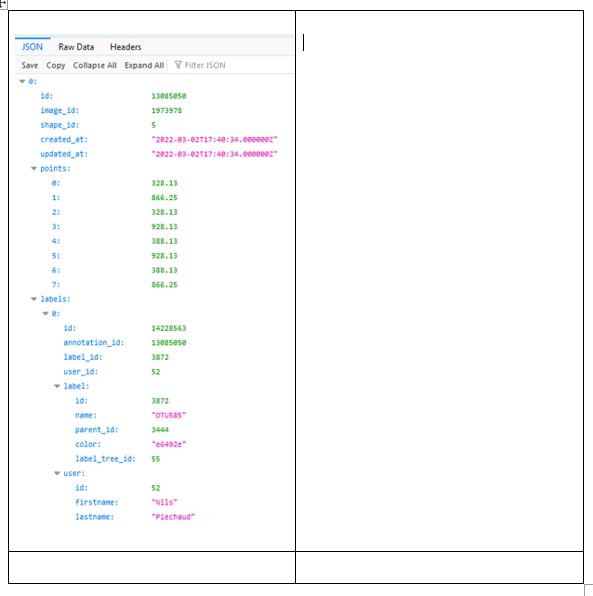 JSON Raw Data Headers
Save Copy Collapse All Expand All Filter JSON
0:
id: 13085050
image_id: 1973978
shape_id: 5
created_at: "2022-03-02T17:40:34.000000Z"
updated_at: "2022-03-02T17:40:34.000000Z"
points:
0: 328.13
1: 866.25
2: 328.13
3: 928.13
4: 388.13
5: 928.13
6: 388.13
7: 866.25
labels:
0:
id: 14228563
annotation_id: 13085050
label_id: 3872
user_id: 52
label:
id: 3872
name: "OTU585"
parent_id: 3444
color: "e6492e"
label_tree_id: 55
user:
id: 52
firstname: "Nils"
lastname: "Piechaud"